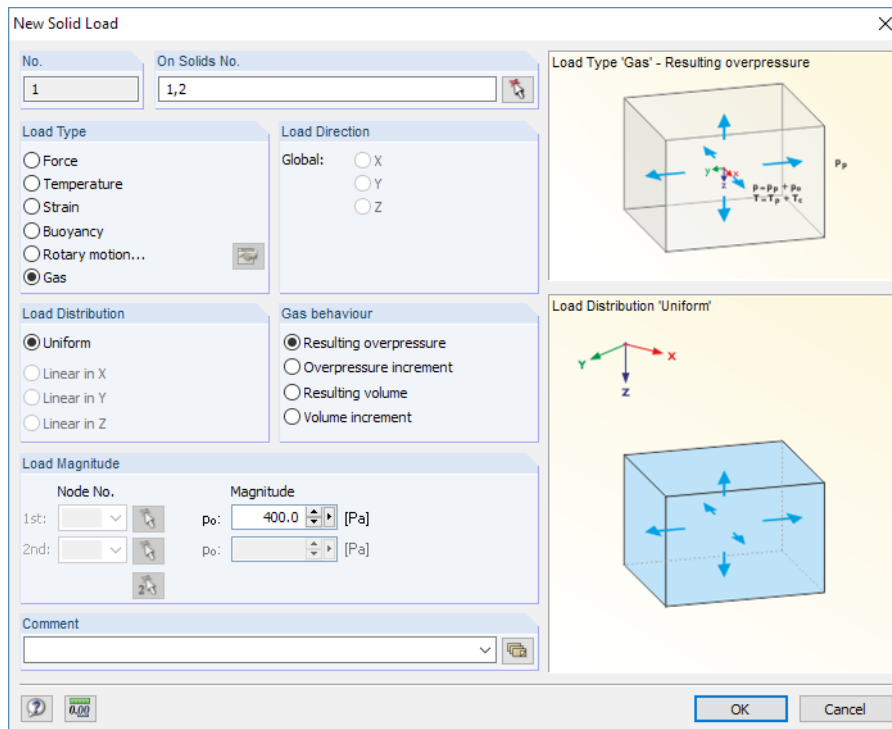 New Solid Load
No.
1
On Solids No.
1,2
Load Type
Force
Temperature
Strain
Buoyancy
Rotary motion...
Gas
Load Direction
Global:
X
Y
Z
Load Distribution
Uniform
Linear in X
Linear in Y
Linear in Z
Gas behaviour
Resulting overpressure
Overpressure increment
Resulting volume
Volume increment
Load Magnitude
Node No.
Magnitude
1st:
po:
400.0
[Pa]
2nd:
po:
[Pa]
2
Comment
Load Type 'Gas' - Resulting overpressure
y
x
z
p=pp + po
T=Tp + Tc
Pp
Load Distribution 'Uniform'
Y
X
Z
0.00
OK
Cancel